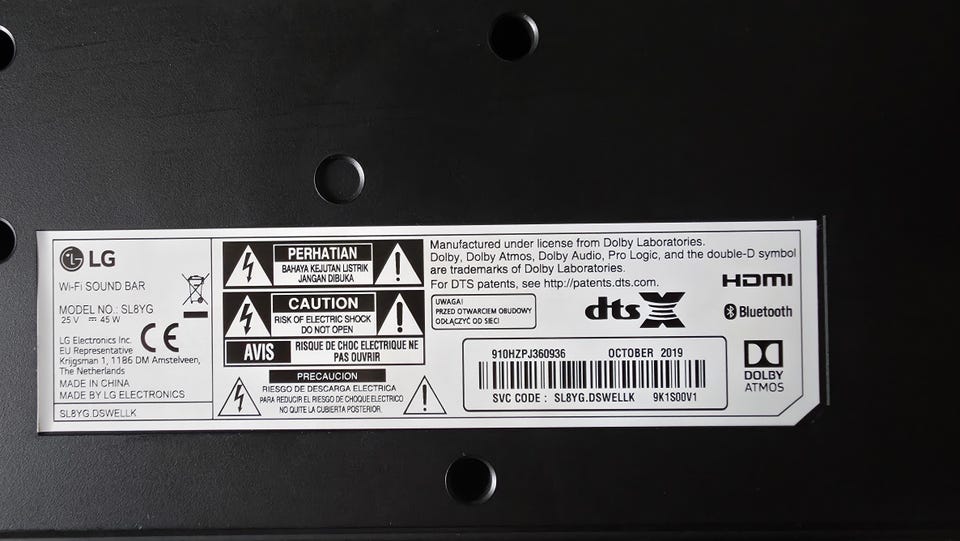 LG
Wi-Fi SOUND BAR
MODEL NO.: SL8YG
25 V ⎓ 45 W
CE
LG Electronics Inc.
EU Representative
Krijgsman 1, 1186 DM Amstelveen,
The Netherlands
MADE IN CHINA
MADE BY LG ELECTRONICS
SL8YG.DSWELLK
PERHATIAN
BAHAYA KEJUTAN LISTRIK
JANGAN DIBUKA
CAUTION
RISK OF ELECTRIC SHOCK
DO NOT OPEN
AVIS
RISQUE DE CHOC ELECTRIQUE NE
PAS OUVRIR
PRECAUCION
RIESGO DE DESCARGA ELECTRICA
PARA REDUCIR EL RIESGO DE CHOQUE ELECTRICO
NO QUITE LA CUBIERTA POSTERIOR.
Manufactured under license from Dolby Laboratories.
Dolby, Dolby Atmos, Dolby Audio, Pro Logic, and the double-D symbol
are trademarks of Dolby Laboratories.
For DTS patents, see http://patents.dts.com.
UWAGA!
PRZED OTWARCIEM OBUDOWY
ODŁĄCZYĆ OD SIECI
dts X
HDMI
Bluetooth
910HZPJ360936 OCTOBER 2019
SVC CODE : SL8YG.DSWELLK 9K1S00V1
DOLBY
ATMOS